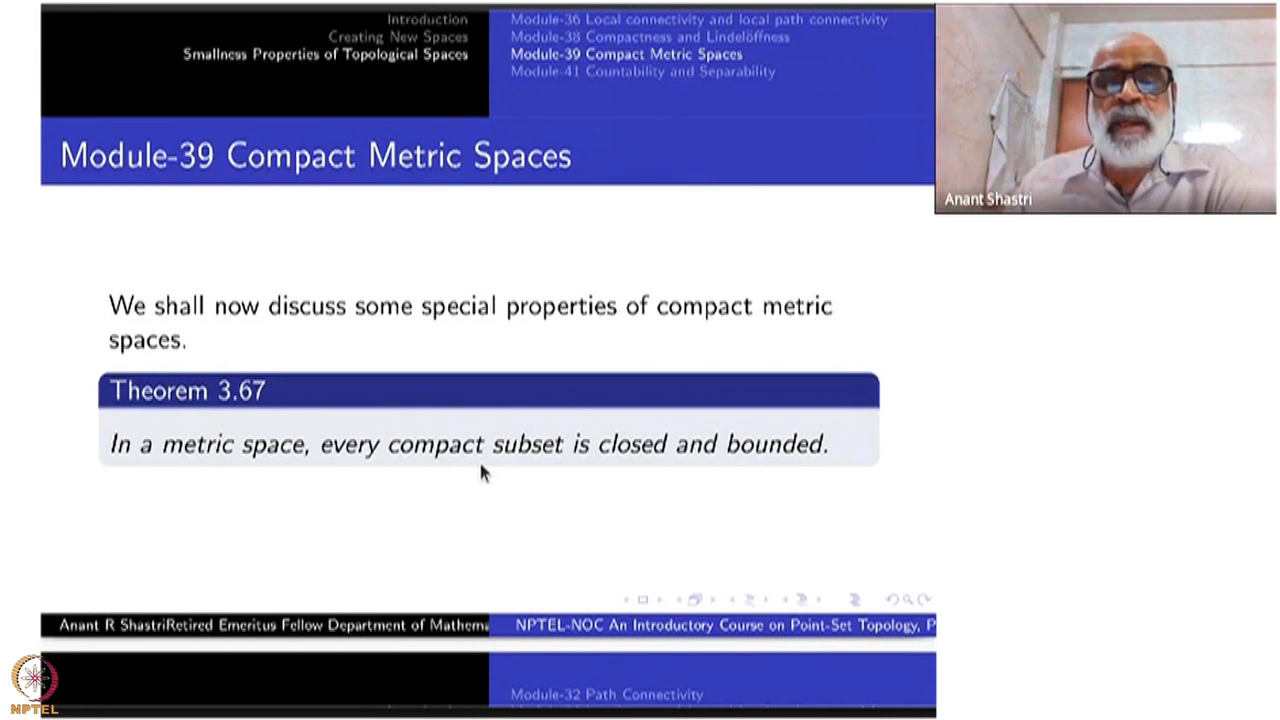 Introduction
Creating New Spaces
Smallness Properties of Topological Spaces
Module-36 Local connectivity and local path connectivity
Module-38 Compactness and Lindelöffness
Module-39 Compact Metric Spaces
Module-41 Countability and Separability
Module-39 Compact Metric Spaces
Anant Shastri
We shall now discuss some special properties of compact metric
spaces.
Theorem 3.67
In a metric space, every compact subset is closed and bounded.
Anant R ShastriRetired Emeritus Fellow Department of Mathema
NPTEL-NOC An Introductory Course on Point-Set Topology, P
Module-32 Path Connectivity
NPTEL